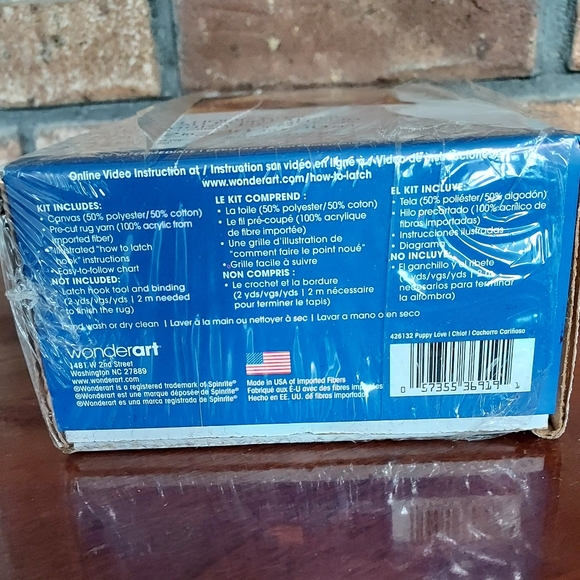 Online Video Instruction at / Instruation sur vidéo en ligne à / Video de Instrucciones
www.wonderart.com/how-to-latch
KIT INCLUDES:
• Canvas (50% polyester/50% cotton)
• Pre-cut rug yarn (100% acrylic from
imported fiber)
• Illustrated "how to latch
hook" instructions
• Easy-to-follow chart
NOT INCLUDED:
• Latch hook tool and binding
(2 yds/vgs/yds | 2 m needed
to finish the rug)
LE KIT COMPREND :
• La toile (50% polyester/50% coton)
• Le fil pré-coupé (100% acrylique
de fibre importée)
• Une grille d'illustration de
"comment faire le point noué"
• Grille facile à suivre
NON COMPRIS :
• Le crochet et la bordure
(2 yds/vgs/yds | 2 m nécessaire
pour terminer le tapis)
EL KIT INCLUYE:
• Tela (50% poliéster/50% algodón)
• Hilo precortado (100% acrílico de
fibras importadas)
• Instrucciones ilustradas
• Diagrama
NO INCLUYE:
• El ganchillo y el ribete
yds/vgs/yds | 2 m
necesarios para terminar
la alfombra)
Hand wash or dry clean | Laver à la main ou nettoyer à sec | Lavar a mano o en seco
wonderart
1481 W 2nd Street
Washington NC 27889
www.wonderart.com
®Wonderart is a registered trademark of Spinrite®
®Wonderart est une marque déposée de Spinrite®
®Wonderart es una marca registrada de Spinrite®
Made in USA of Imported Fibers
Fabriqué aux É-U avec des fibres importées
Hecho en EE. UU. de fibras importadas
426132 Puppy Love | Chiot | Cachorro Cariñoso
0 57355 36919 1